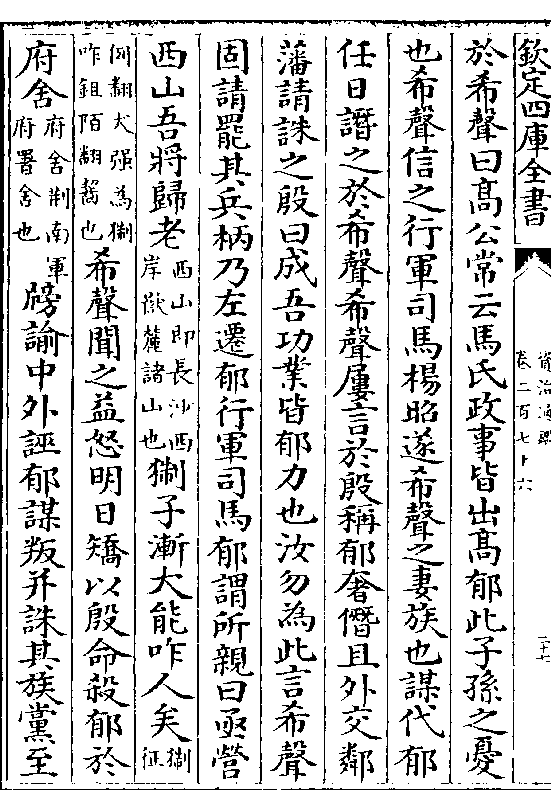 欽定四庫全書
資治通鑑
卷二百七十六
二十七
於希聲曰髙公常云馬氏政事皆出髙郁此子孫之憂
也希聲信之行軍司馬楊昭遂希聲之妻族也謀代郁
任日譖之於希聲希聲屢言於殷稱郁奢僭且外交鄰
藩請誅之殷曰成吾功業皆郁力也汝勿為此言希聲
固請罷其兵柄乃左遷郁行軍司馬郁謂所親曰亟營
西山吾將歸老西山即長沙西岸嶽麓諸山也猘子漸大能咋人矣猘征
例翻犬强為猘咋鉏陌翻齧也希聲聞之益怒明日矯以殷命殺郁於
府舍府舍荆南軍府署舍也牓諭中外誣郁謀叛并誅其族黨至